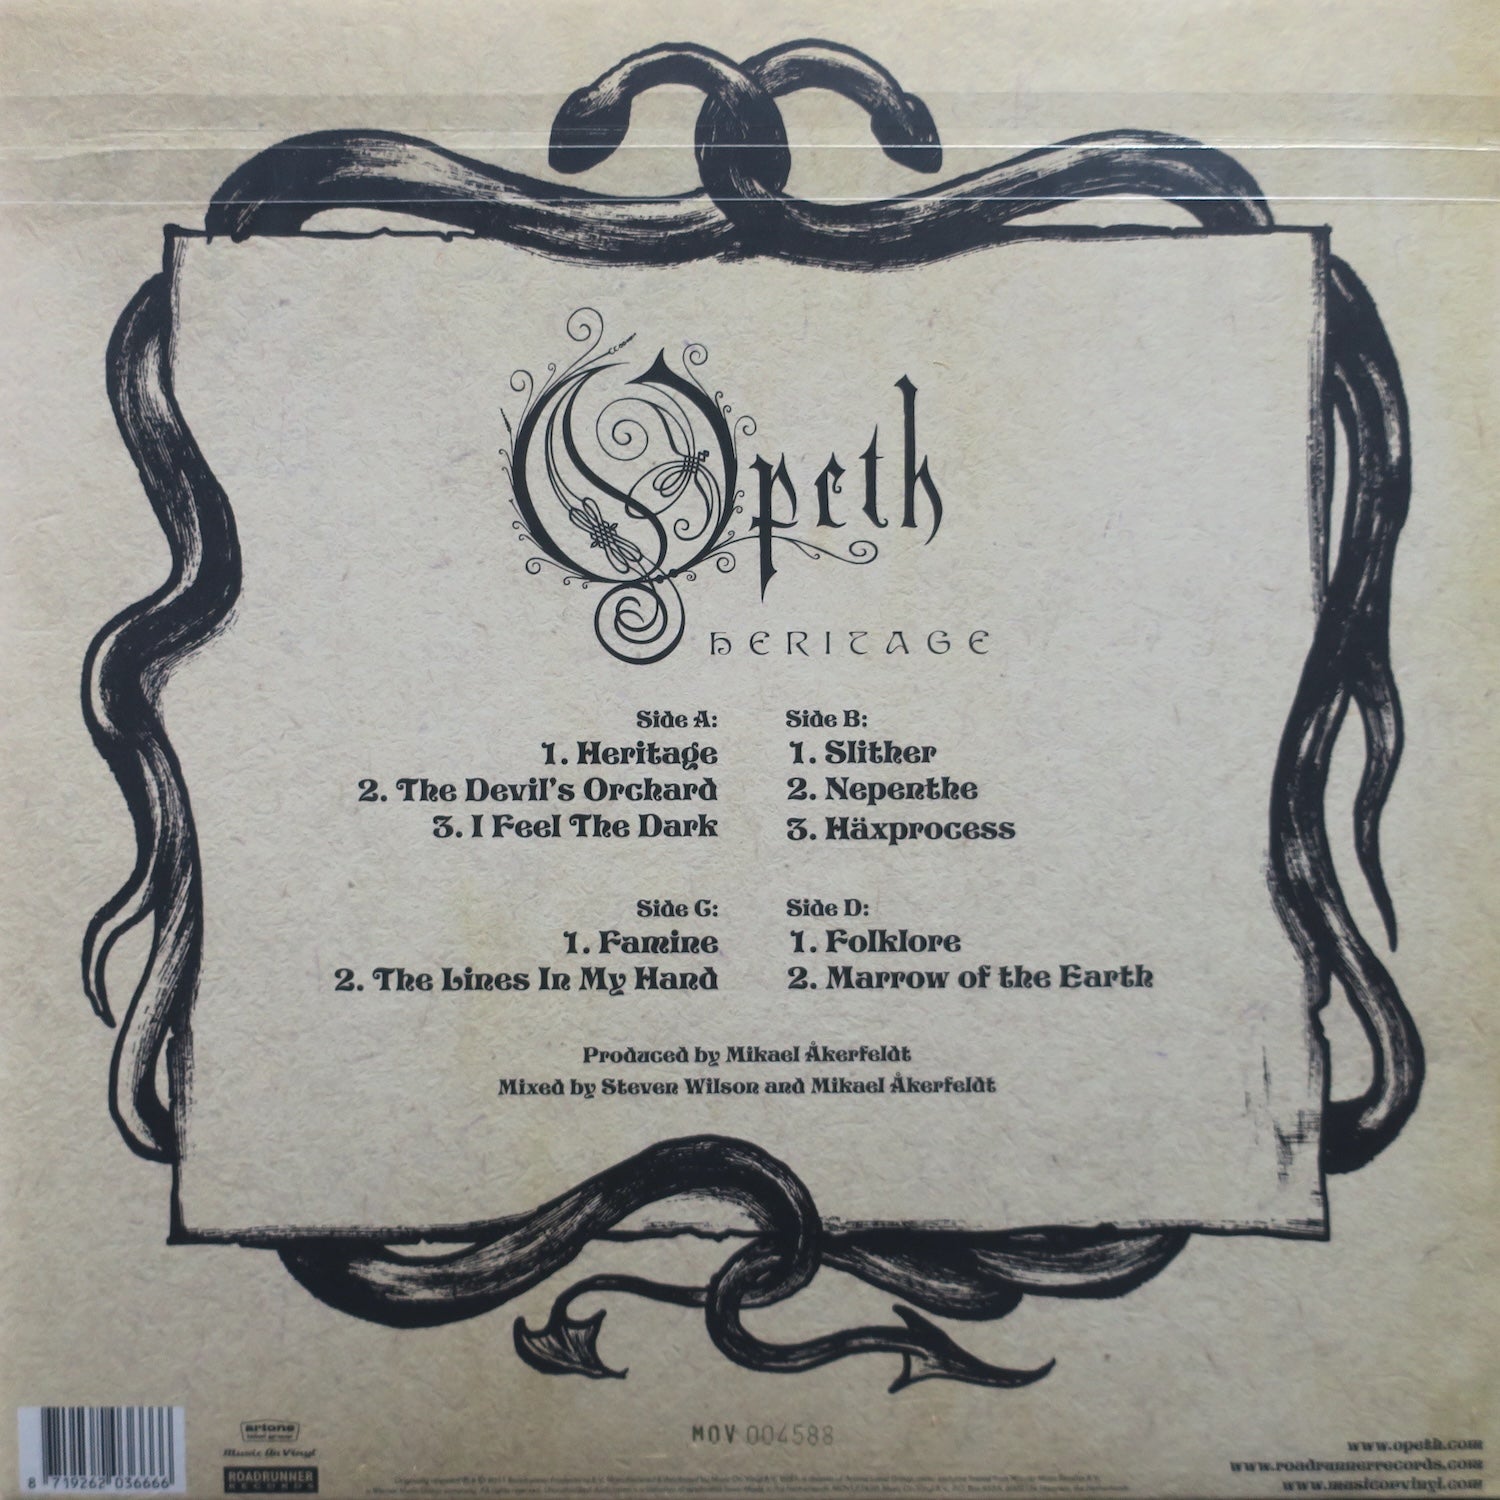 Opeth
HERITAGE
Side A:
1. Heritage
2. The Devil's Orchard
3. I Feel The Dark
Side B:
1. Slither
2. Nepenthe
3. Häxprocess
Side C:
1. Famine
2. The Lines In My Hand
Side D:
1. Folklore
2. Marrow of the Earth
Produced by Mikael Åkerfeldt
Mixed by Steven Wilson and Mikael Åkerfeldt
8 719262 036666
artone
label group
Music On Vinyl
ROADRUNNER
RECORDS
MOV 004588
www.opeth.com
www.roadrunnerrecords.com
www.musiconvinyl.com